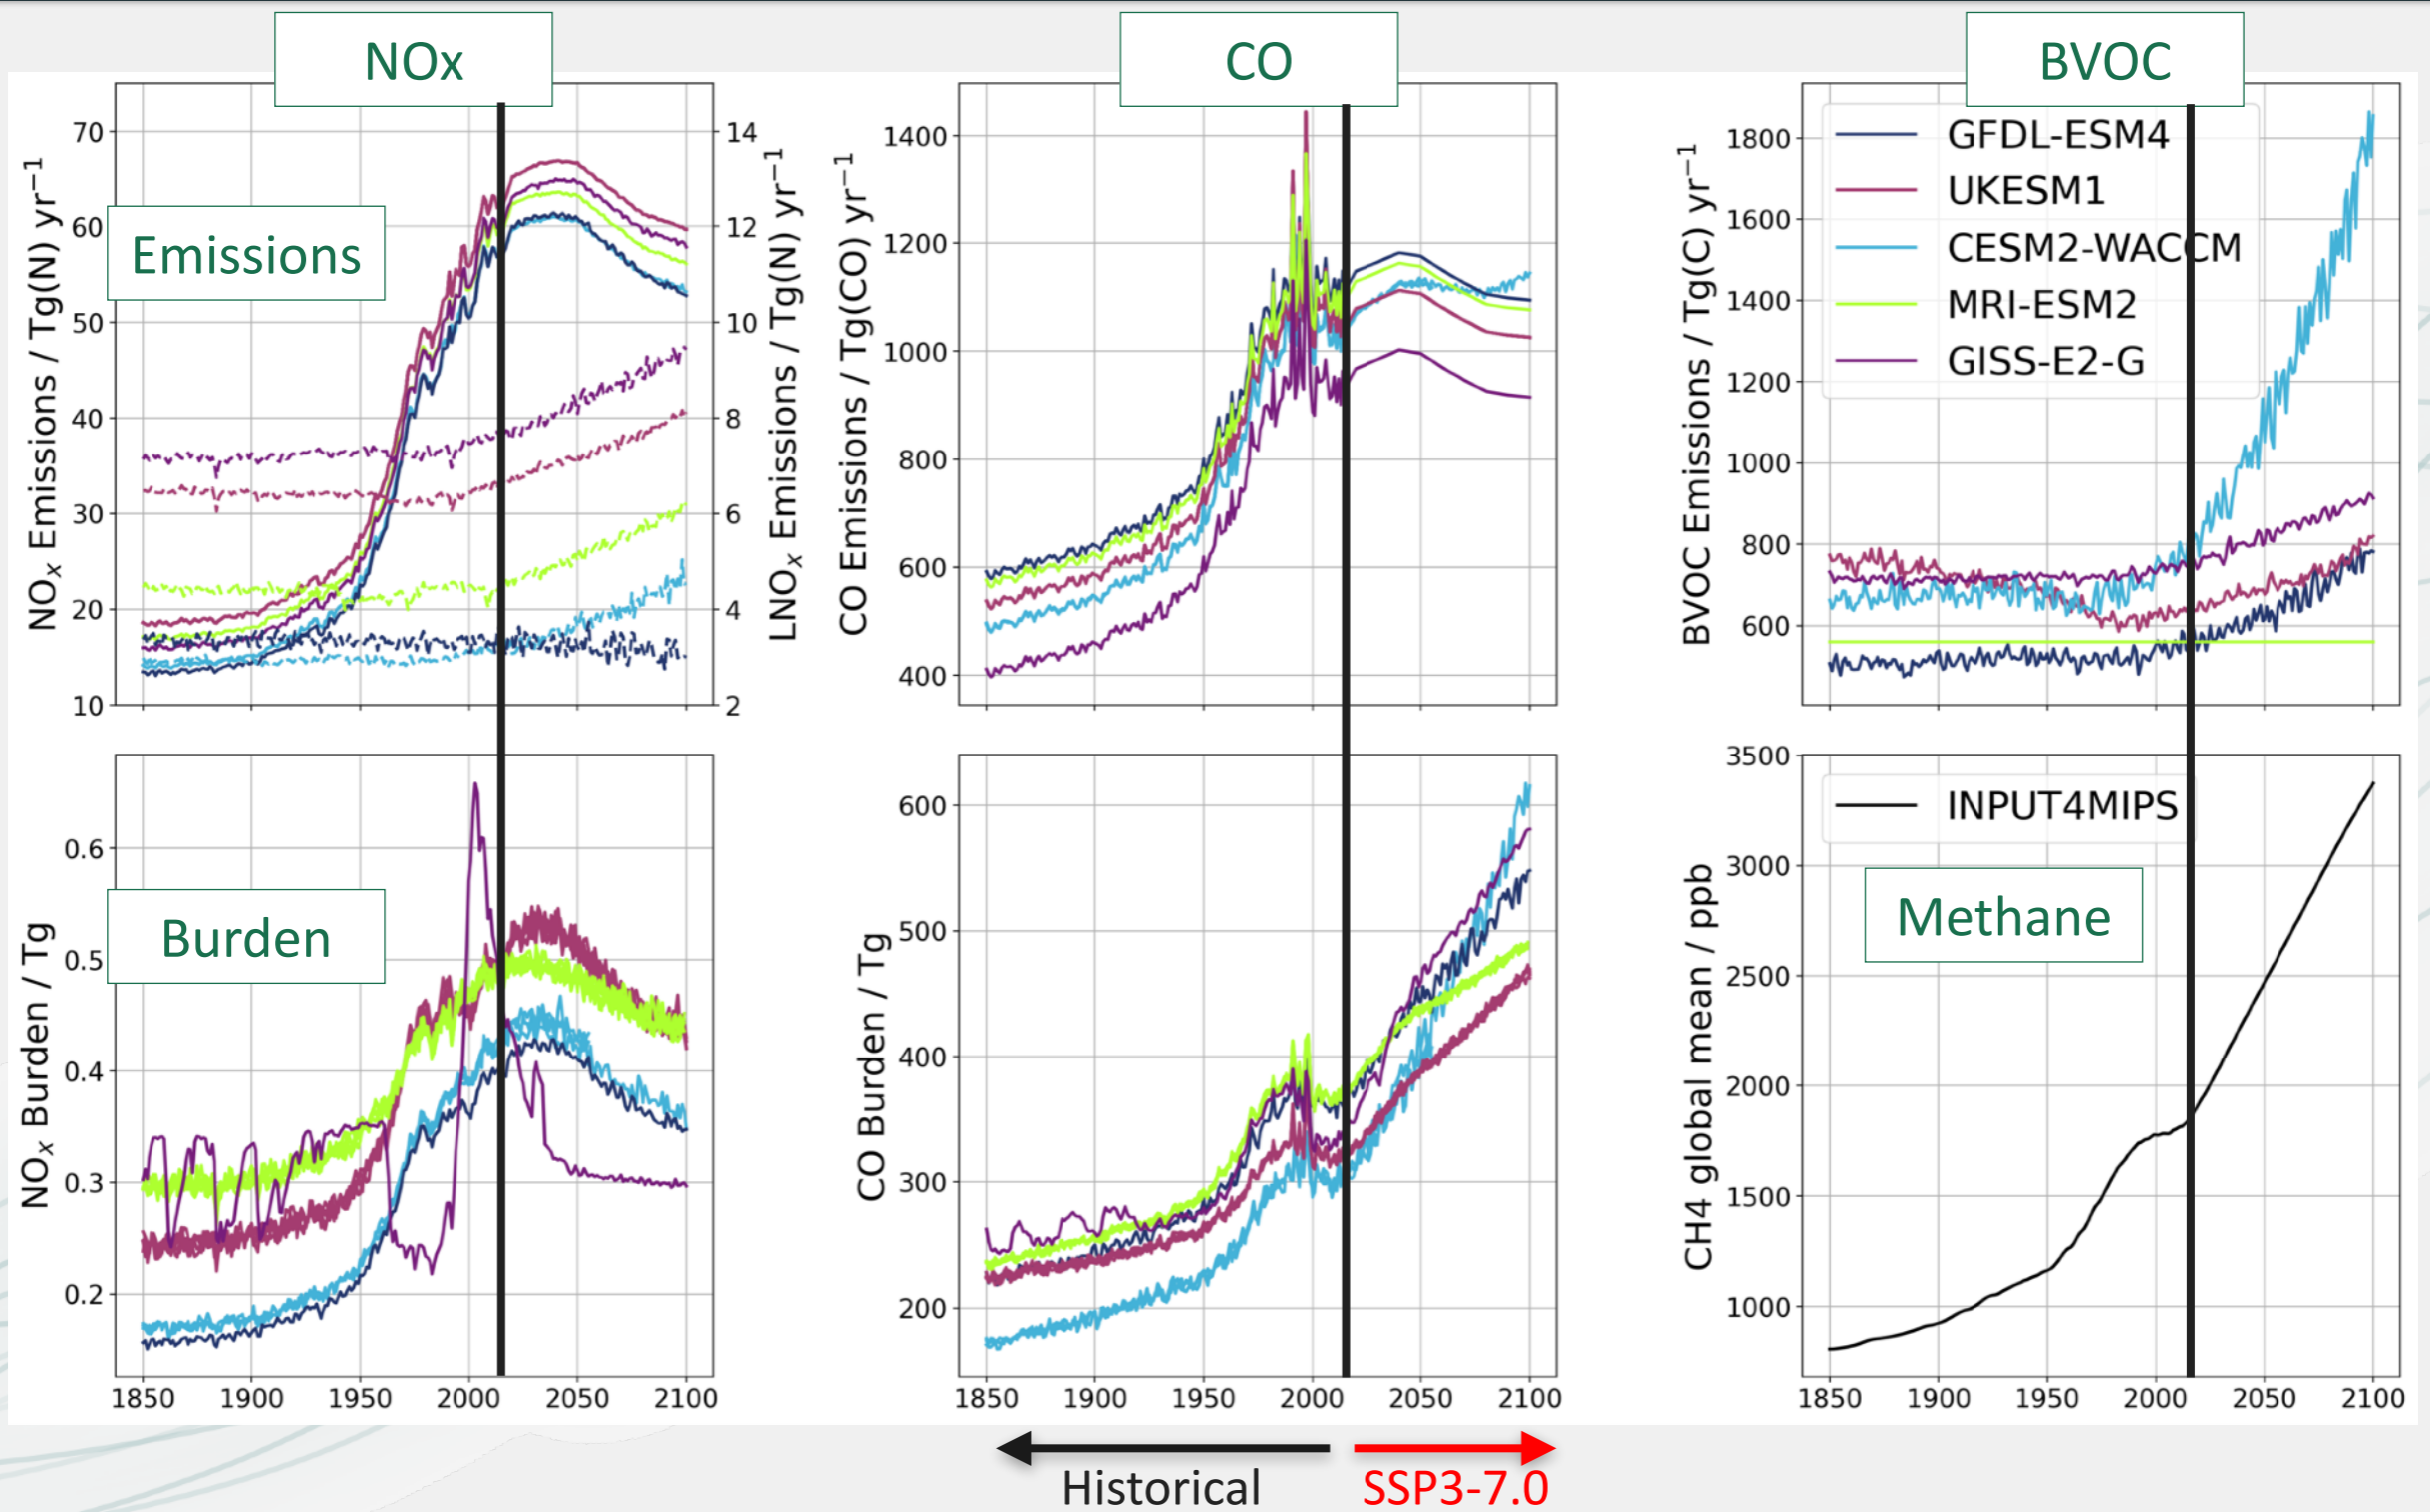 NOx
CO
BVOC
Emissions
NOₓ Emissions / Tg(N) yr⁻¹
70
60
50
40
30
20
10
14
12
10
8
6
4
2
LNOₓ Emissions / Tg(N) yr⁻¹
CO Emissions / Tg(CO) yr⁻¹
1400
1200
1000
800
600
400
BVOC Emissions / Tg(C) yr⁻¹
1800
1600
1400
1200
1000
800
600
GFDL-ESM4
UKESM1
CESM2-WACCM
MRI-ESM2
GISS-E2-G
Burden
NOₓ Burden / Tg
0.6
0.5
0.4
0.3
0.2
1850 1900 1950 2000 2050 2100
CO Burden / Tg
600
500
400
300
200
1850 1900 1950 2000 2050 2100
CH4 global mean / ppb
3500
3000
2500
2000
1500
1000
INPUT4MIPS
Methane
1850 1900 1950 2000 2050 2100
Historical
SSP3-7.0